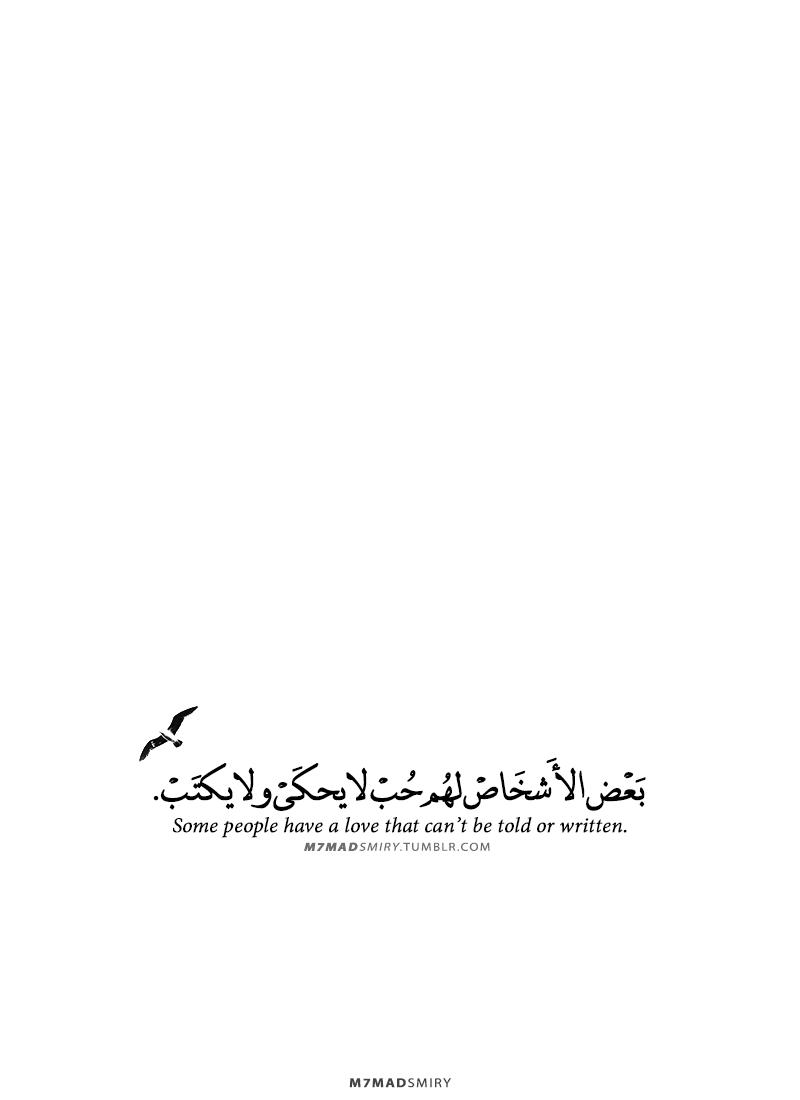 بَعْض الأَشخَاصْ لهُم حُبْ لا يحكَىْ ولا يكتَبْ.
Some people have a love that can't be told or written.
M7MADSMIRY.TUMBLR.COM
M7MADSMIRY